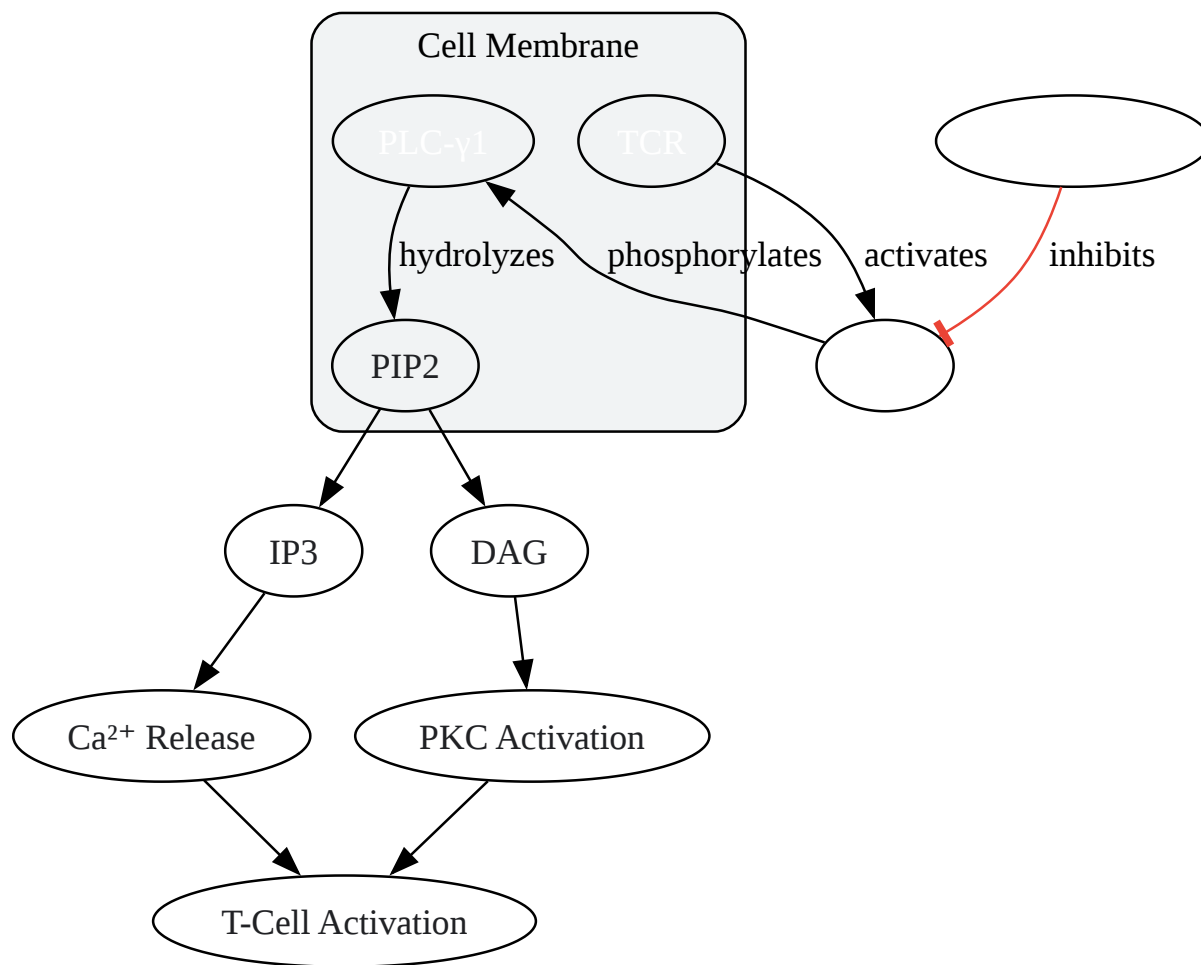 Cell Membrane
PLC-γ1
TCR
hydrolyzes
phosphorylates
activates
inhibits
PIP2
IP3
DAG
Ca²⁺ Release
PKC Activation
T-Cell Activation